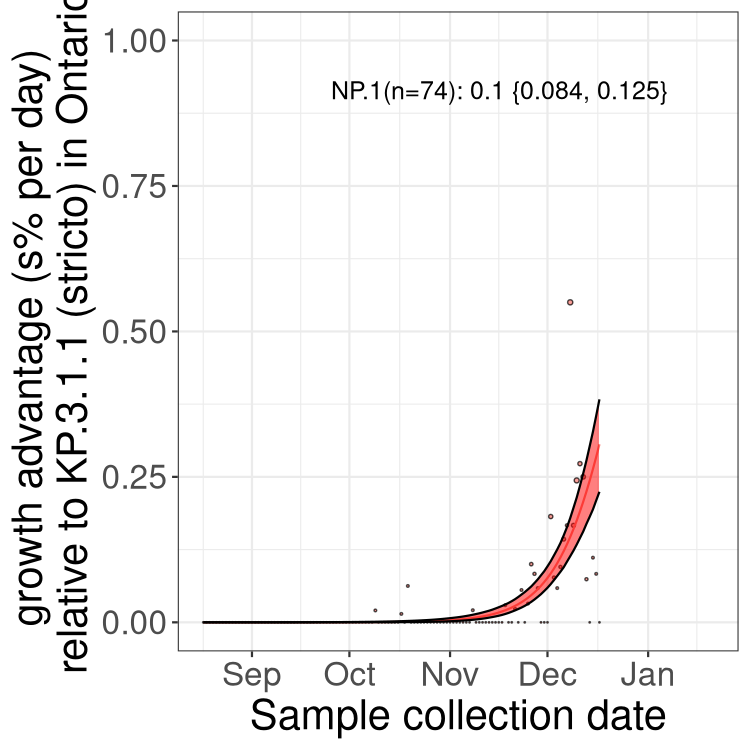 growth advantage (s% per day)
relative to KP.3.1.1 (stricto) in Ontario
1.00
0.75
0.50
0.25
0.00
NP.1(n=74): 0.1 {0.084, 0.125}
Sep Oct Nov Dec Jan
Sample collection date